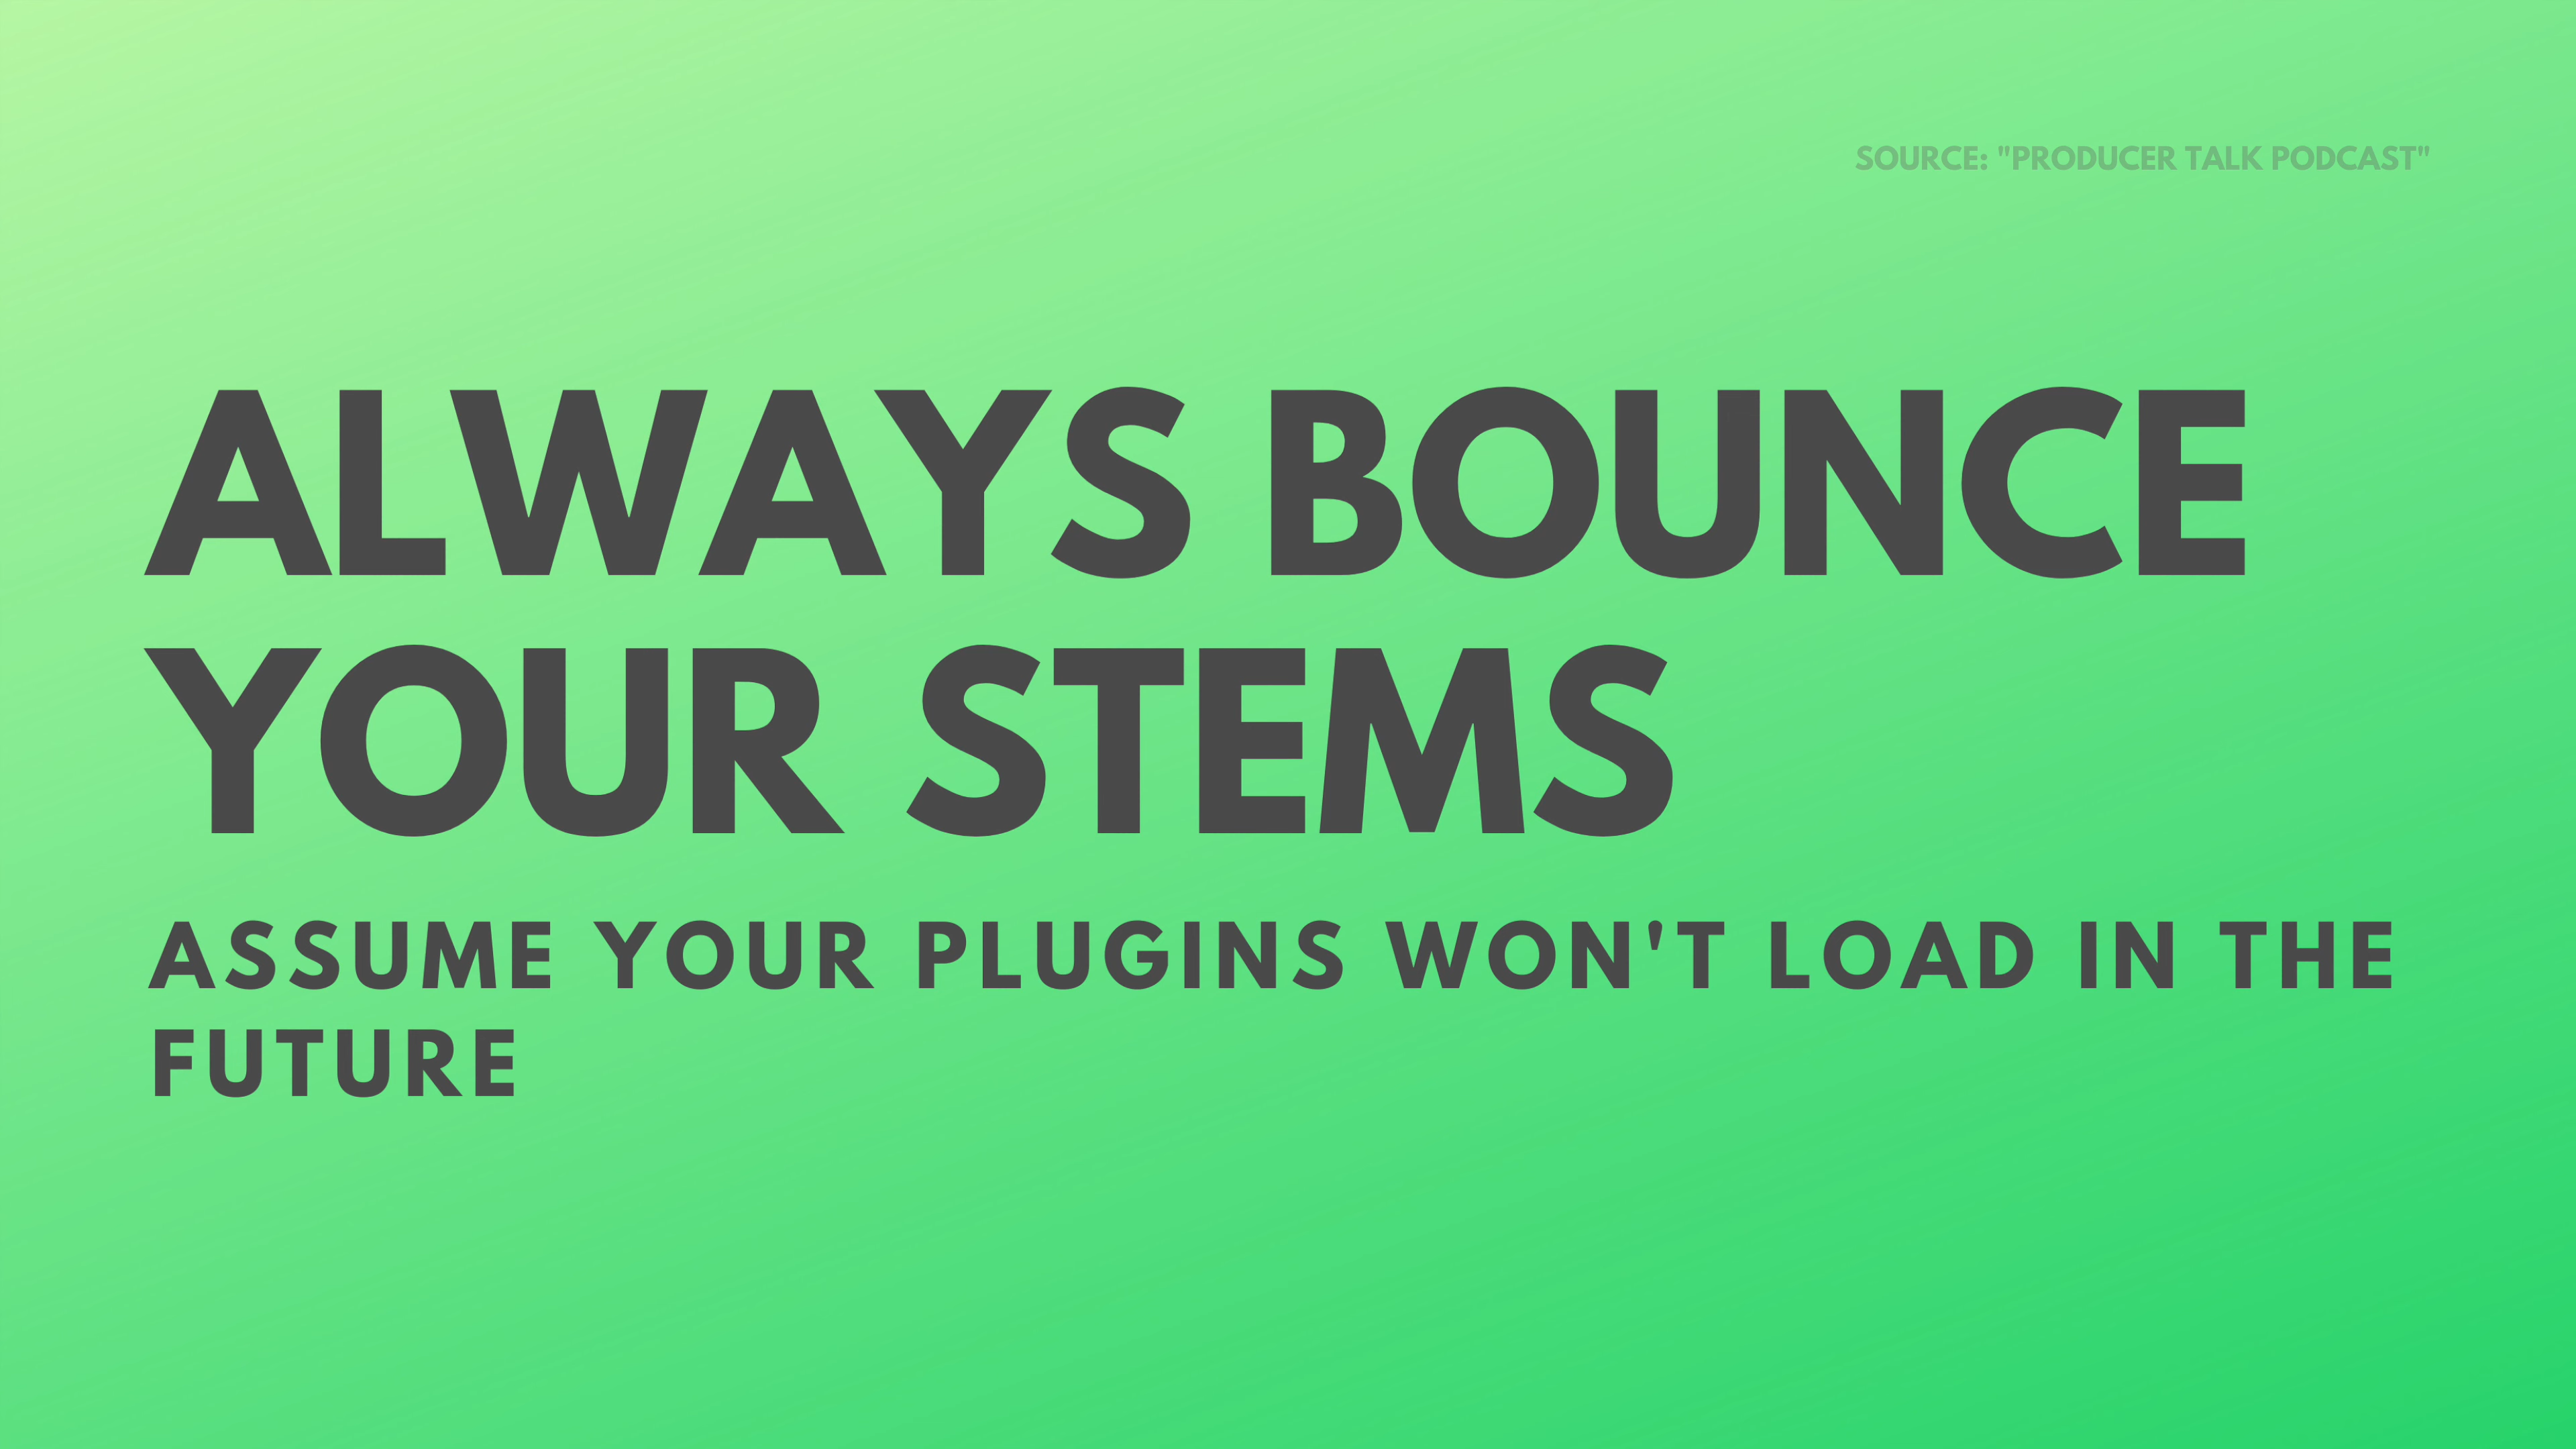 SOURCE: "PRODUCER TALK PODCAST"
ALWAYS BOUNCE
YOUR STEMS
ASSUME YOUR PLUGINS WON'T LOAD IN THE
FUTURE